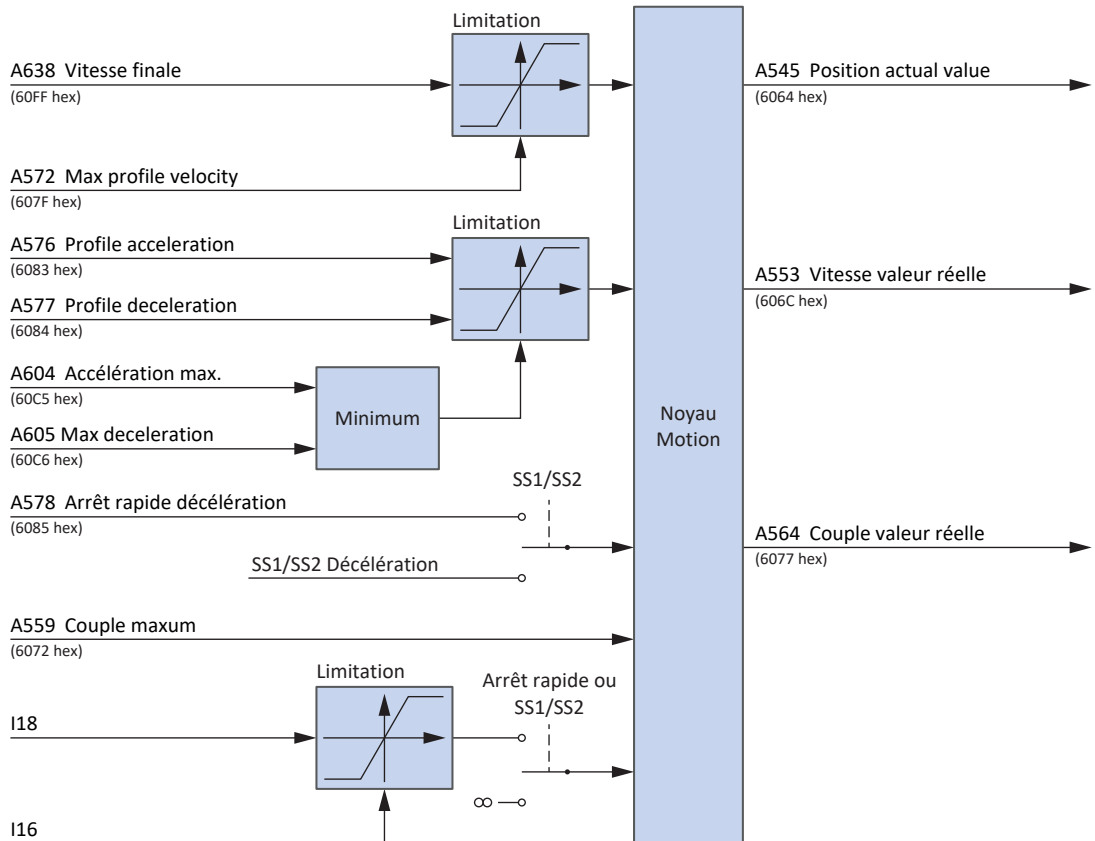 Limitation
A638 Vitesse finale
(60FF hex)
A572 Max profile velocity
(607F hex)
Limitation
A576 Profile acceleration
(6083 hex)
A577 Profile deceleration
(6084 hex)
A604 Accélération max.
(60C5 hex)
Minimum
A605 Max deceleration
(60C6 hex)
SS1/SS2
A578 Arrêt rapide décélération
(6085 hex)
SS1/SS2 Décélération
A559 Couple maxum
(6072 hex)
Limitation
Arrêt rapide ou
SS1/SS2
I18
∞
I16
Noyau
Motion
A545 Position actual value
(6064 hex)
A553 Vitesse valeur réelle
(606C hex)
A564 Couple valeur réelle
(6077 hex)